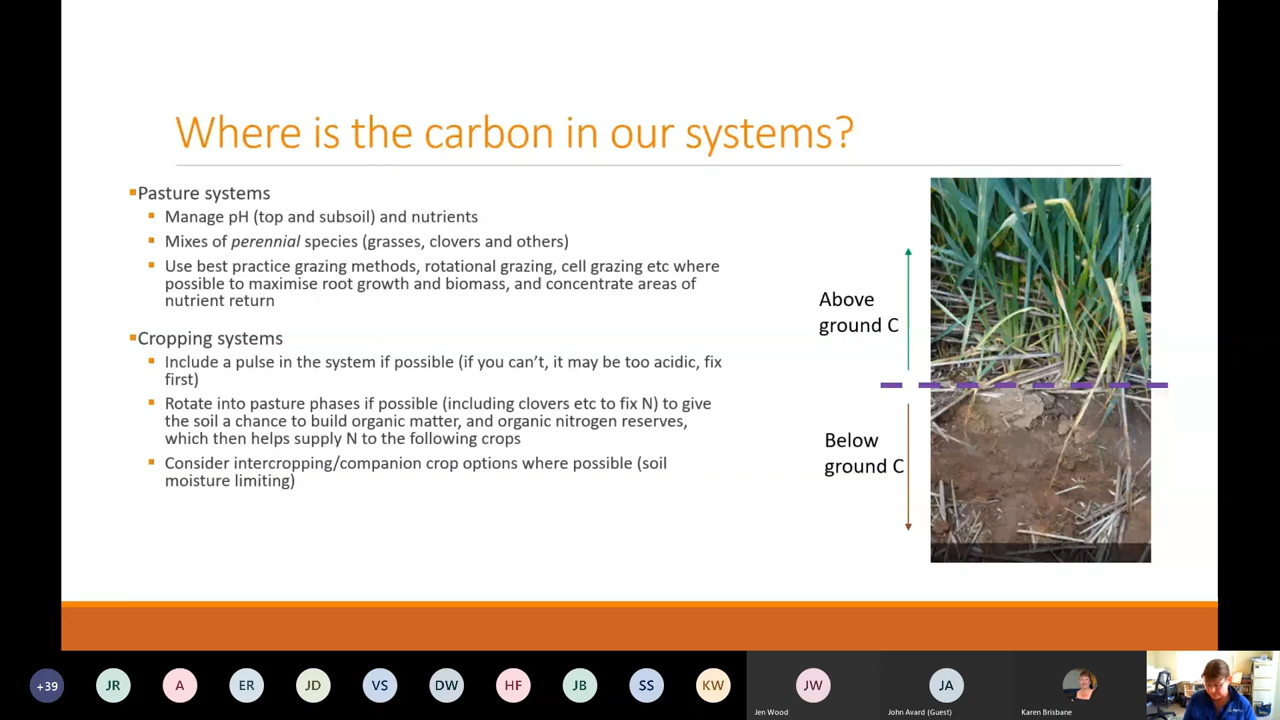 Where is the carbon in our systems?
Pasture systems
Manage pH (top and subsoil) and nutrients
Mixes of perennial species (grasses, clovers and others)
Use best practice grazing methods, rotational grazing, cell grazing etc where
possible to maximise root growth and biomass, and concentrate areas of
nutrient return
Cropping systems
Include a pulse in the system if possible (if you can’t, it may be too acidic, fix
first)
Rotate into pasture phases if possible (including clovers etc to fix N) to give
the soil a chance to build organic matter, and organic nitrogen reserves,
which then helps supply N to the following crops
Consider intercropping/companion crop options where possible (soil
moisture limiting)
Above
ground C
Below
ground C
+39 JR A ER JD VS DW HF JB SS KW JW JA
Jen Wood John Avard (Guest) Karen Brisbane